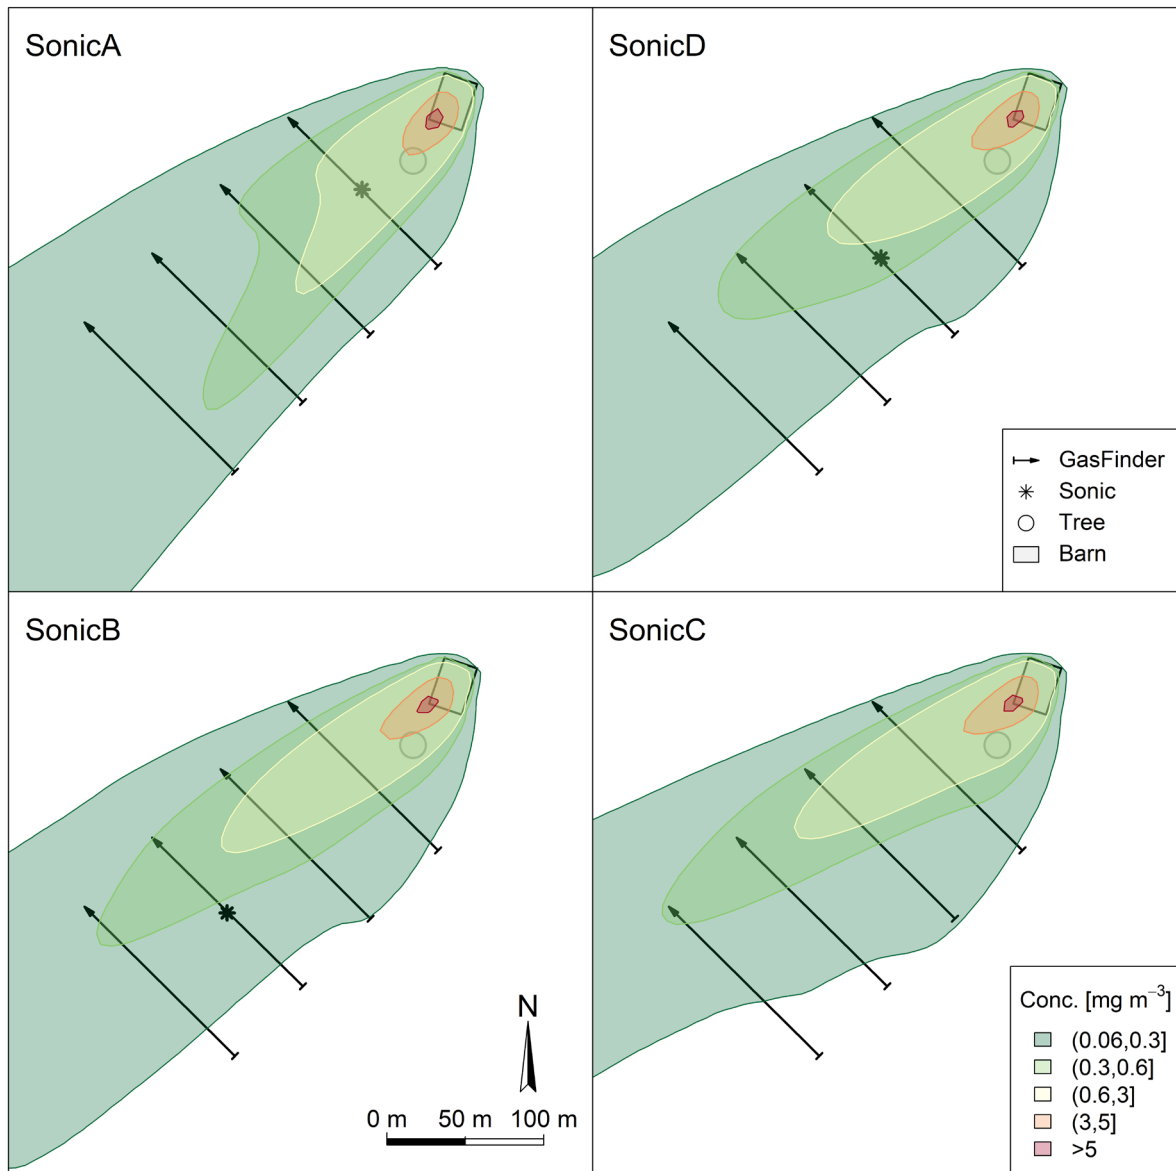 SonicA
SonicD
GasFinder
Sonic
Tree
Barn
SonicB
SonicC
N
0 m 50 m 100 m
Conc. [mg m⁻³]
(0.06,0.3]
(0.3,0.6]
(0.6,3]
(3,5]
>5